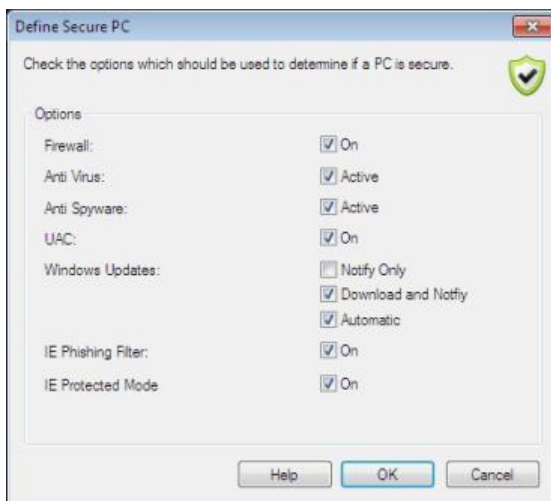 Define Secure PC
Check the options which should be used to determine if a PC is secure.
Options
Firewall: On
Anti Virus: Active
Anti Spyware: Active
UAC: On
Windows Updates: Notify Only
Download and Notfiy
Automatic
IE Phishing Filter: On
IE Protected Mode On
Help OK Cancel